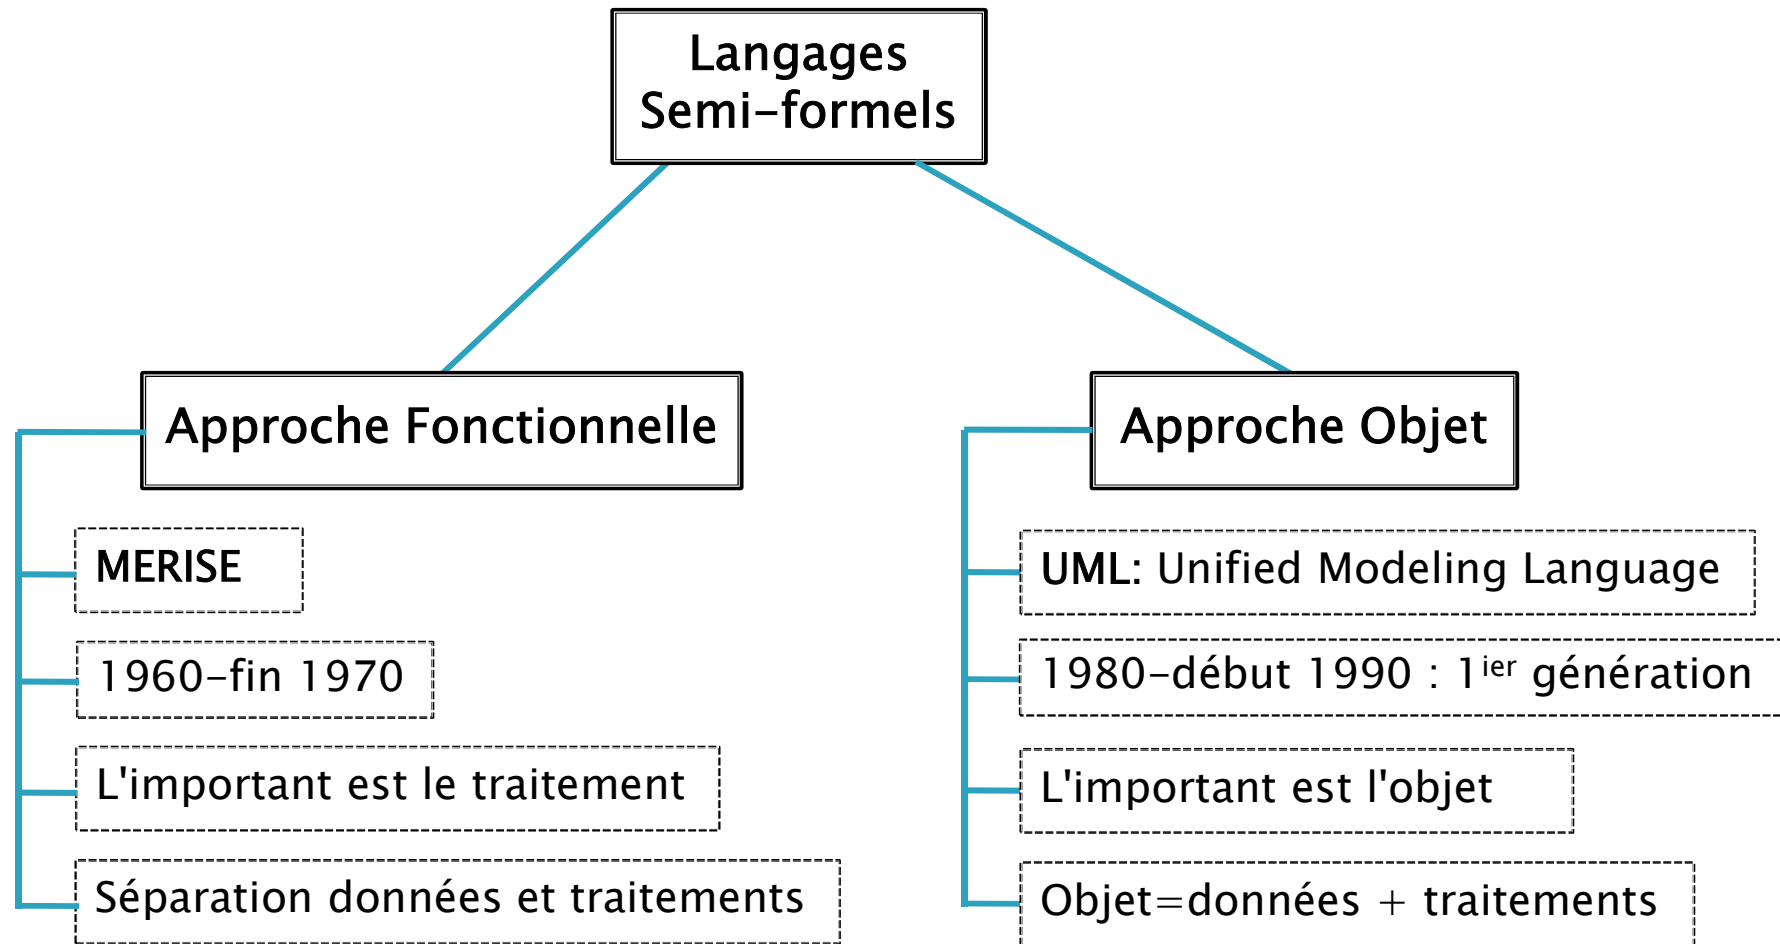 Langages
Semi-formels
Approche Fonctionnelle
MERISE
1960-fin 1970
L'important est le traitement
Séparation données et traitements
Approche Objet
UML: Unified Modeling Language
1980-début 1990 : 1ier génération
L'important est l'objet
Objet=données + traitements